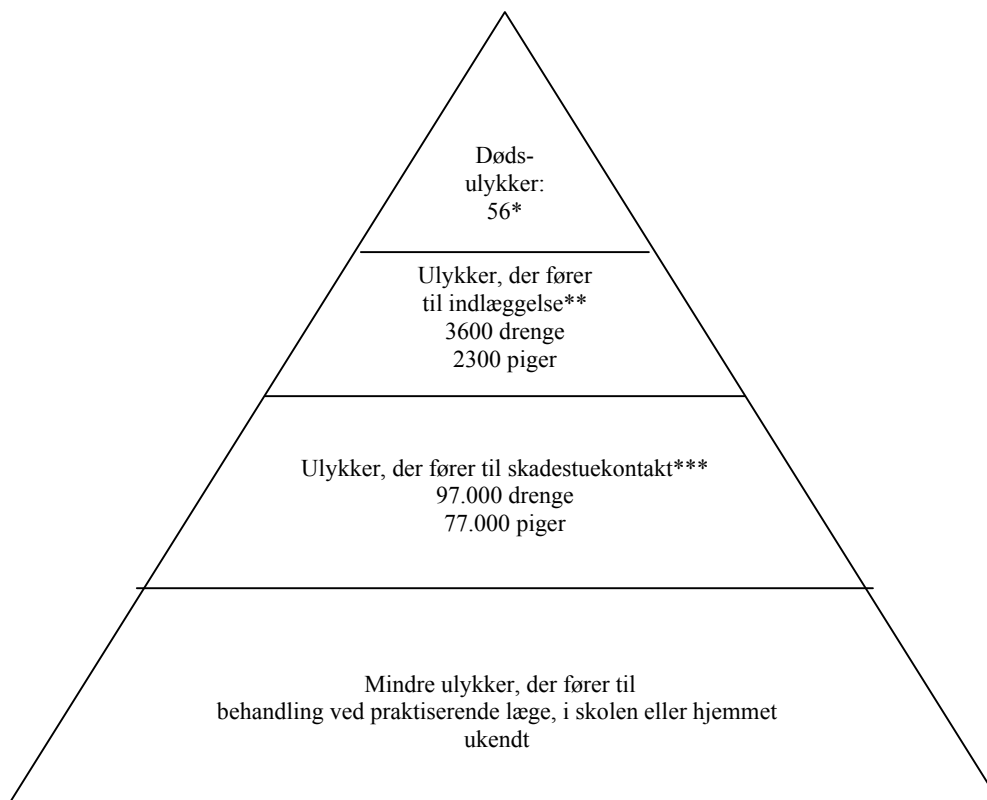 Døds-
ulykker:
56*
Ulykker, der fører
til indlæggelse**
3600 drenge
2300 piger
Ulykker, der fører til skadestuekontakt***
97.000 drenge
77.000 piger
Mindre ulykker, der fører til
behandling ved praktiserende læge, i skolen eller hjemmet
ukendt